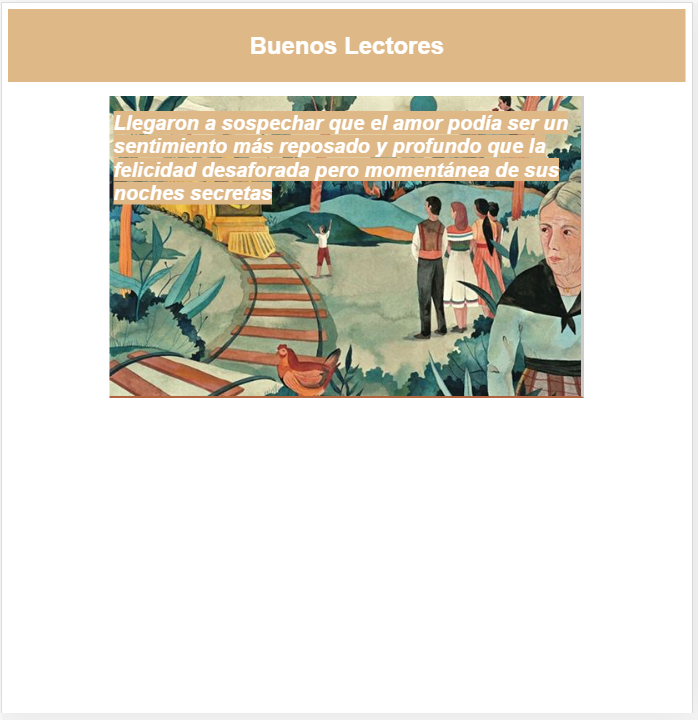 Buenos Lectores
Llegaron a sospechar que el amor podía ser un
sentimiento más reposado y profundo que la
felicidad desaforada pero momentánea de sus
noches secretas